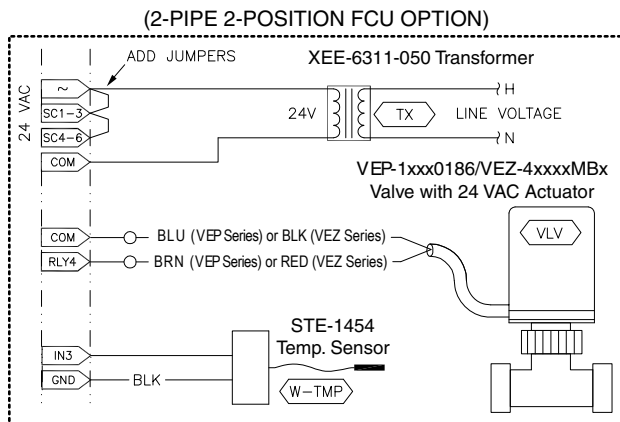 (2-PIPE 2-POSITION FCU OPTION)
ADD JUMPERS
XEE-6311-050 Transformer
24 VAC
~
SC1-3
SC4-6
COM
24V
TX
H
LINE VOLTAGE
N
VEP-1xxx0186/VEZ-4xxxxMBx
Valve with 24 VAC Actuator
VLV
COM
BLU (VEP Series) or BLK (VEZ Series)
RLY4
BRN (VEP Series) or RED (VEZ Series)
STE-1454
Temp. Sensor
IN3
GND
BLK
W-TMP